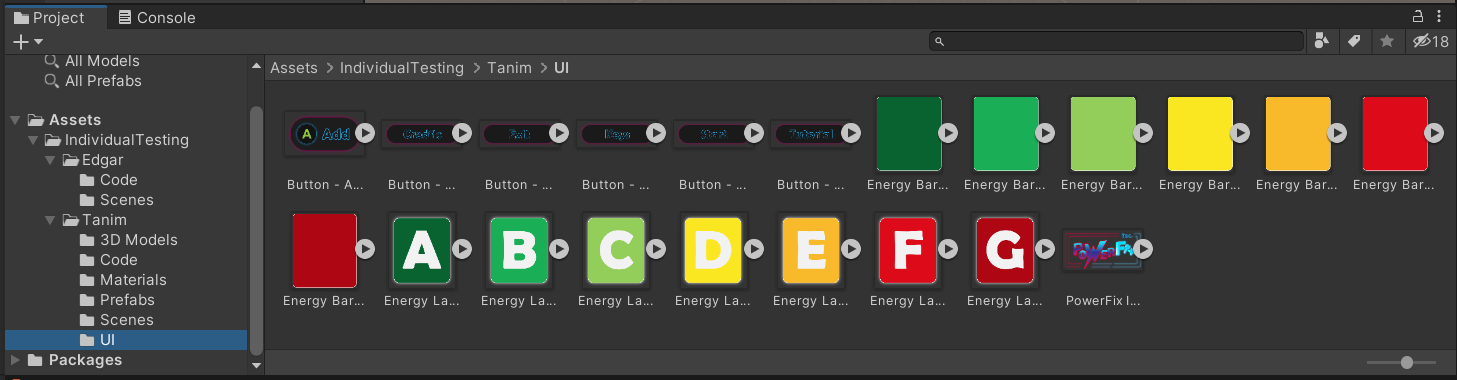 Project
Console
18
All Models
All Prefabs
Assets
IndividualTesting
Edgar
Code
Scenes
Tanim
3D Models
Code
Materials
Prefabs
Scenes
UI
Packages
Assets > IndividualTesting > Tanim > UI
A Add
Credits
Exit
Keys
Start
Tutorial
Button - A...
Button - ...
Button - ...
Button - ...
Button - ...
Button - ...
Energy Bar...
Energy Bar...
Energy Bar...
Energy Bar...
Energy Bar...
Energy Bar...
A
B
C
D
E
F
G
Energy Bar...
Energy La...
Energy La...
Energy La...
Energy La...
Energy La...
Energy La...
Energy La...
PowerFix I...